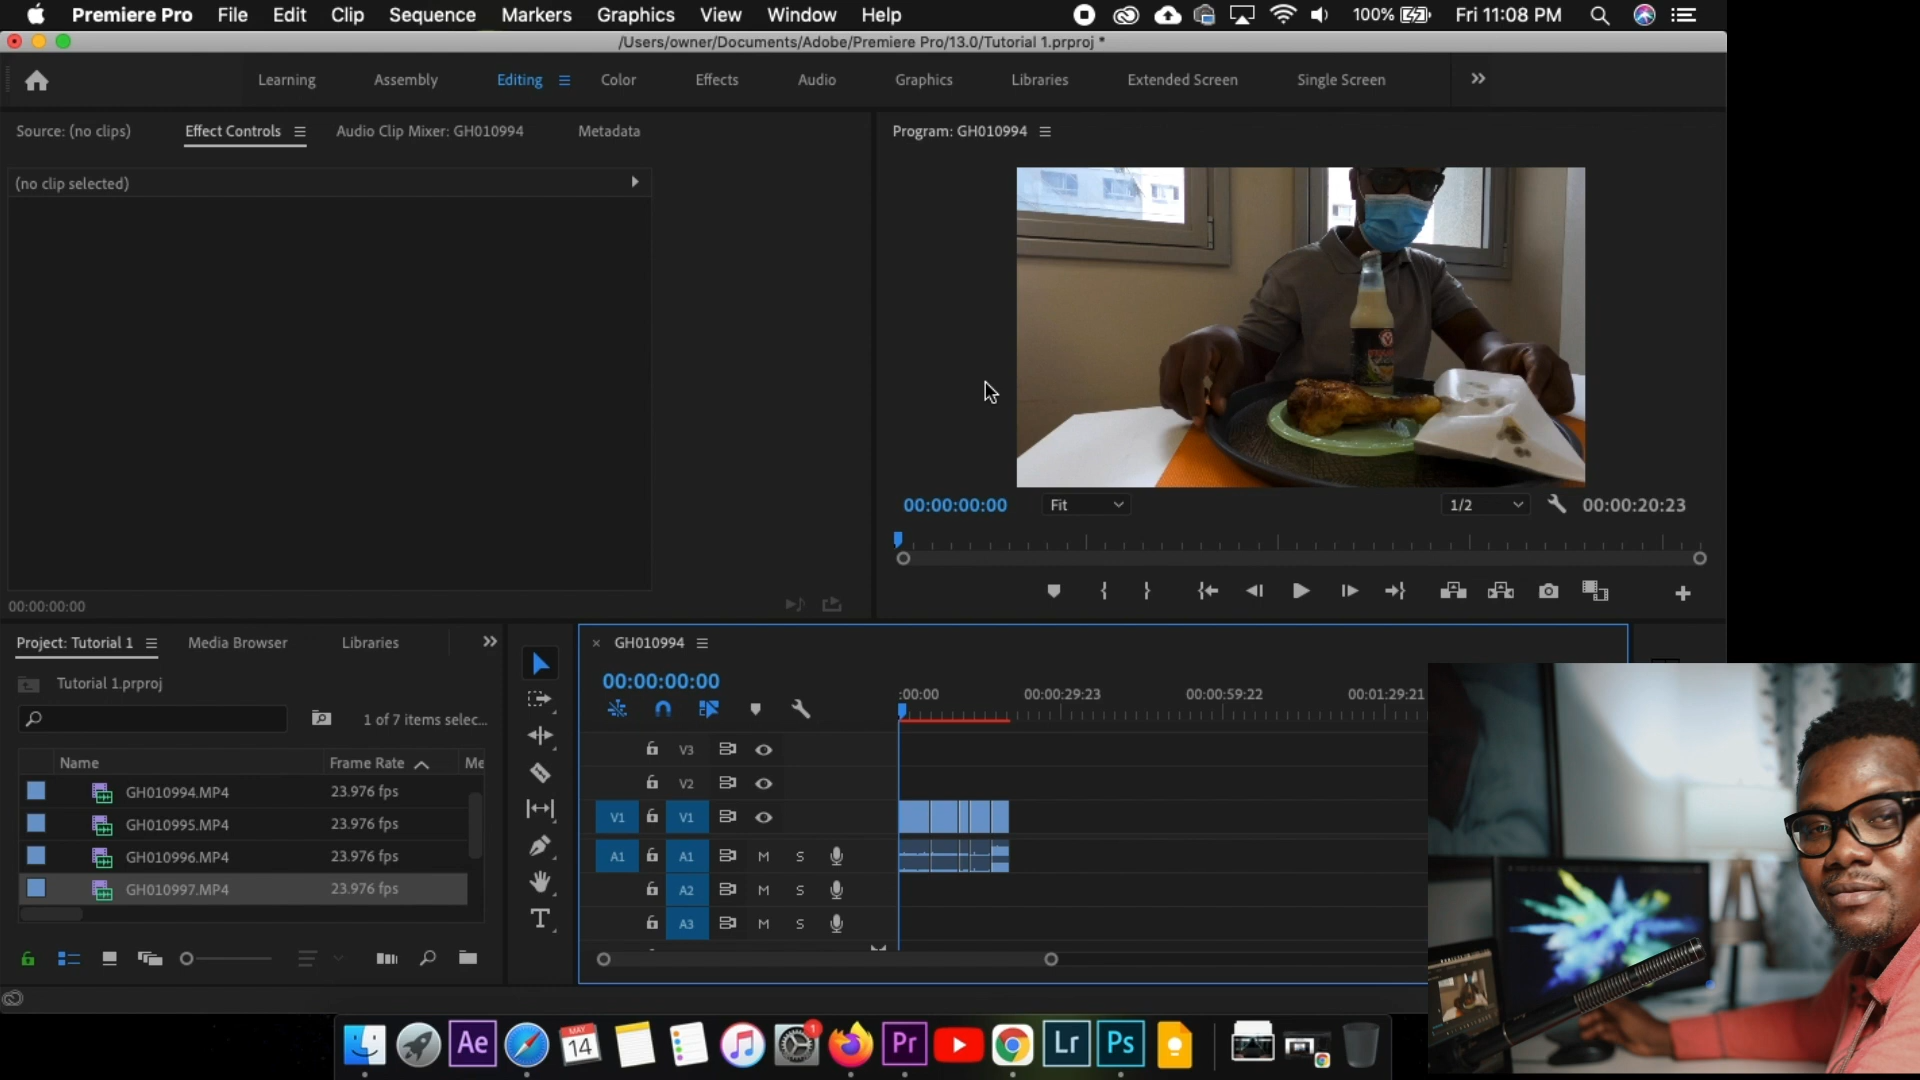 Premiere Pro File Edit Clip Sequence Markers Graphics View Window Help 100% Fri 11:08 PM
/Users/owner/Documents/Adobe/Premiere Pro/13.0/Tutorial 1.prproj *
Learning Assembly Editing Color Effects Audio Graphics Libraries Extended Screen Single Screen
Source: (no clips) Effect Controls Audio Clip Mixer: GH010994 Metadata
Program: GH010994
(no clip selected)
00:00:00:00 Fit 1/2 00:00:20:23
00:00:00:00
Project: Tutorial 1 Media Browser Libraries
GH010994
Tutorial 1.prproj
00:00:00:00
1 of 7 items selec...
:00:00 00:00:29:23 00:00:59:22 00:01:29:21
Name Frame Rate Me
GH010994.MP4 23.976 fps
GH010995.MP4 23.976 fps
GH010996.MP4 23.976 fps
GH010997.MP4 23.976 fps
V3
V2
V1 V1
A1 A1 M S
A2 M S
A3 M S
Ae MAY 14 1 Pr Lr Ps